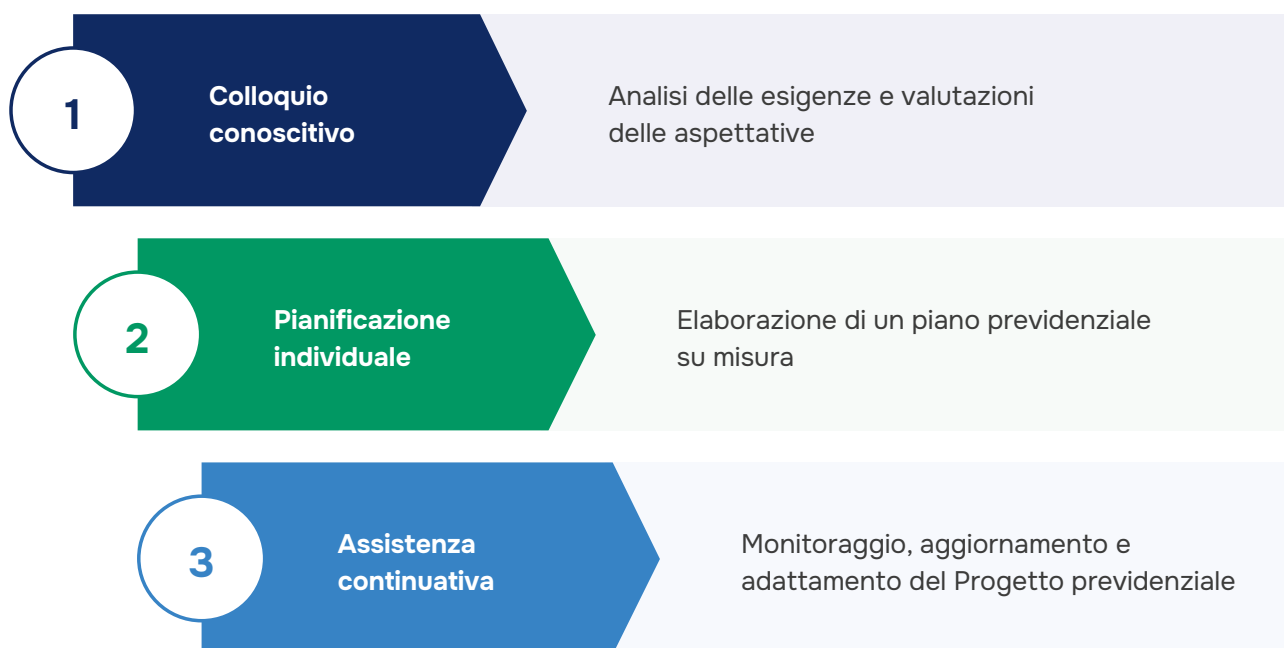 1
Colloquio
conoscitivo
Analisi delle esigenze e valutazioni
delle aspettative
2
Pianificazione
individuale
Elaborazione di un piano previdenziale
su misura
3
Assistenza
continuativa
Monitoraggio, aggiornamento e
adattamento del Progetto previdenziale